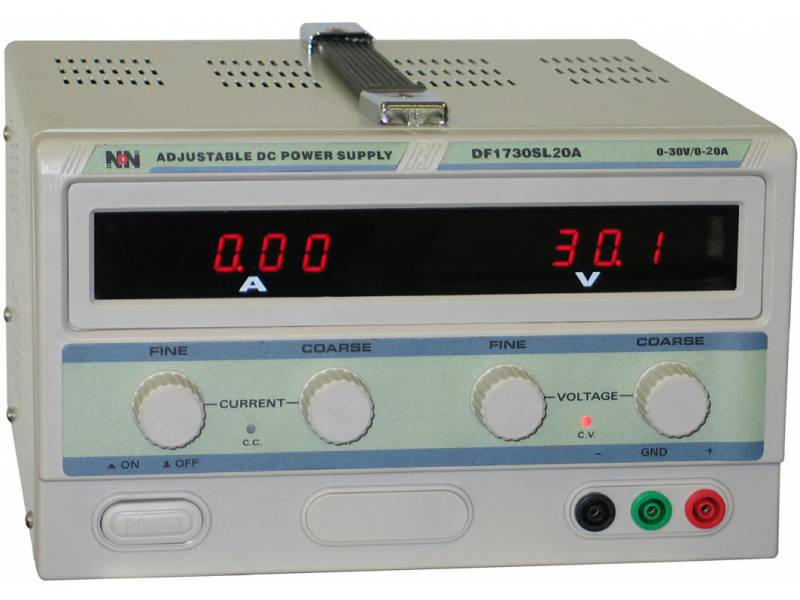 NN ADJUSTABLE DC POWER SUPPLY DF1730SL20A 0-30V/0-20A
0.00 30.1
A V
FINE COARSE FINE COARSE
CURRENT VOLTAGE
C.C. C.V.
ON OFF - GND +
POWER